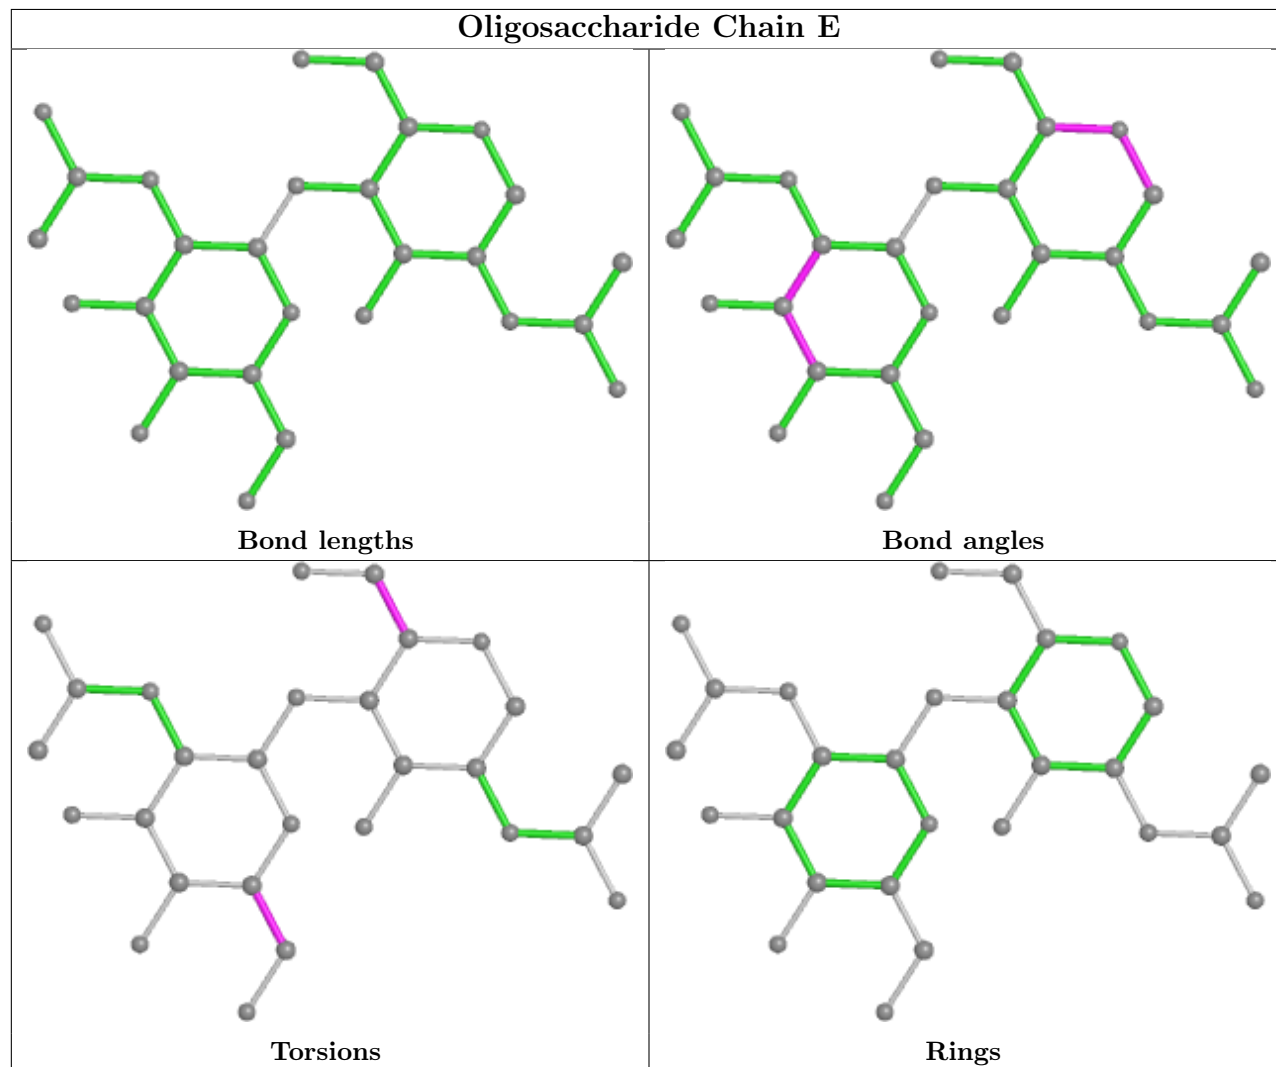 Oligosaccharide Chain E
Bond lengths
Bond angles
Torsions
Rings